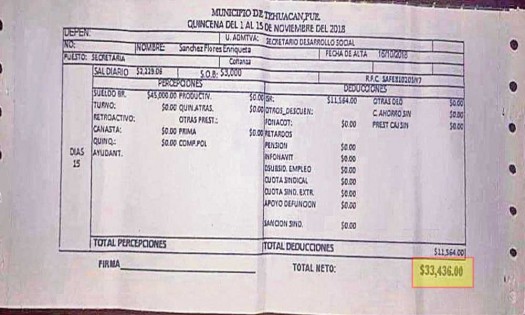 MUNICIPIO DE TEHUACAN, PUE.
QUINCENA DEL 1 AL 15 DE NOVIEMBRE DEL 2018
DEPEN:
U. ADMTVA: SECRETARIO DESARROLLO SOCIAL
NO: NOMBRE: Sanchez Flores Enriqueta FECHA DE ALTA 16/10/2018
PUESTO: SECRETARIA Confianza
SAL DIARIO $2,229.06 S.O.B: $3,000 R.F.C.
PERCEPCIONES DEDUCCIONES
SUELDO BR. $45,000.00 PRODUCTIV. $0.00 ISR. $11,564.00 OTRAS DED $0.00
TURNO: $0.00 QUIN.ATRAS. $0.00 OTROS_DESCUEN: C.AHORRO SIN $0.00
RETROACTIVO: OTRAS PREST.: FONACOT: $0.00 PREST CAJ SIN $0.00
CANASTA: $0.00 PRIMA $0.00 RETARDOS
QUINQ.: $0.00 COMP.POL PENSION $0.00
DIAS AYUDANT. INFONAVIT $0.00
15 DSUBSID. EMPLEO $0.00
CUOTA SINDICAL $0.00
CUOTA SIND. EXTR. $0.00
APOYO DEFUNCION $0.00
SANCION SIND. $0.00
TOTAL PERCEPCIONES TOTAL DEDUCCIONES $11,564.00
FIRMA TOTAL NETO: $33,436.00